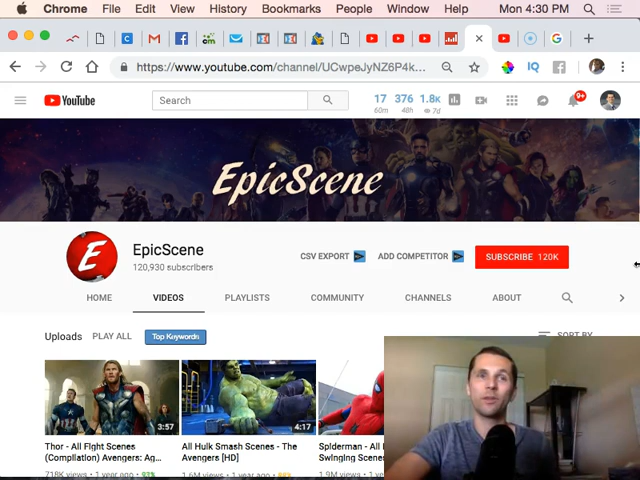 Chrome File Edit View History Bookmarks People Window Help Mon 4:30 PM
https://www.youtube.com/channel/UCwpeJyNZ6P4k...
YouTube Search 17 376 1.8K 9+
60m 48h 7d
EpicScene
EpicScene
120,930 subscribers
CSV EXPORT ADD COMPETITOR SUBSCRIBE 120K
HOME VIDEOS PLAYLISTS COMMUNITY CHANNELS ABOUT
Uploads PLAY ALL Top Keywords SORT BY
3:57 4:17
Thor - All Fight Scenes All Hulk Smash Scenes - The Spiderman - All
(Compilation) Avengers: Ag... Avengers [HD] Swinging Scenes
718K views • 1 year ago • 97% 1.6M views • 1 year ago 1.9M views